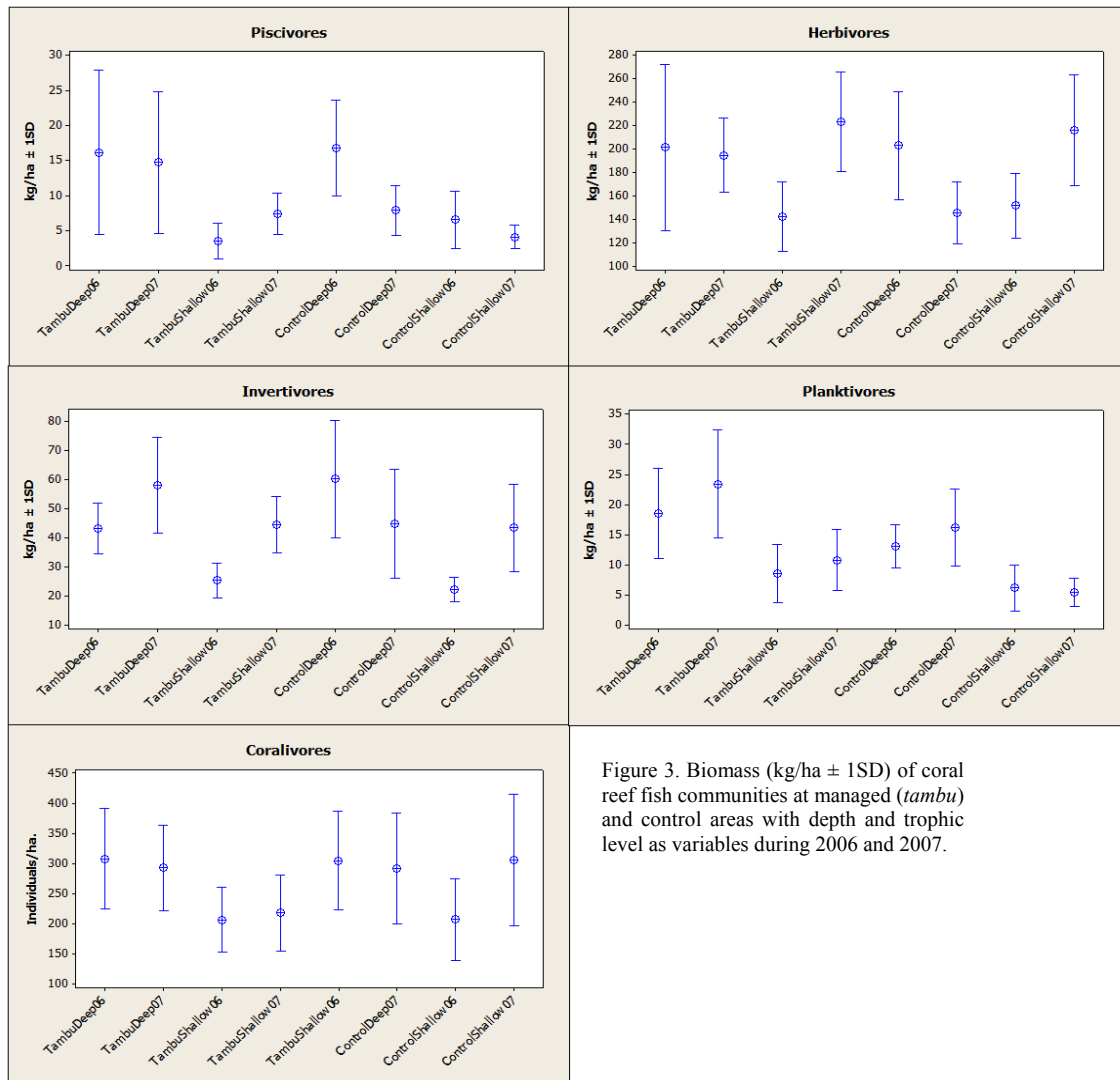 Piscivores
30
25
20
15
10
5
0
kg/ha ± 1SD
TambuDeep06
TambuDeep07
TambuShallow06
TambuShallow07
ControlDeep06
ControlDeep07
ControlShallow06
ControlShallow07
Herbivores
280
260
240
220
200
180
160
140
120
100
kg/ha ± 1SD
TambuDeep06
TambuDeep07
TambuShallow06
TambuShallow07
ControlDeep06
ControlDeep07
ControlShallow06
ControlShallow07
Invertivores
80
70
60
50
40
30
20
10
kg/ha ± 1SD
TambuDeep06
TambuDeep07
TambuShallow06
TambuShallow07
ControlDeep06
ControlDeep07
ControlShallow06
ControlShallow07
Planktivores
35
30
25
20
15
10
5
0
kg/ha ± 1SD
TambuDeep06
TambuDeep07
TambuShallow06
TambuShallow07
ControlDeep06
ControlDeep07
ControlShallow06
ControlShallow07
Coralivores
450
400
350
300
250
200
150
100
Individuals/ha.
TambuDeep06
TambuDeep07
TambuShallow06
TambuShallow07
TambuShallow06
ControlDeep07
ControlShallow06
ControlShallow07
Figure 3. Biomass (kg/ha ± 1SD) of coral
reef fish communities at managed (tambu)
and control areas with depth and trophic
level as variables during 2006 and 2007.